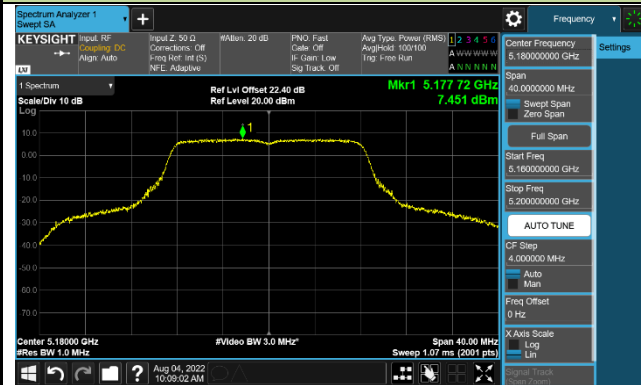 Spectrum Analyzer 1
Swept SA
+
Frequency
KEYSIGHT
Input: RF
Coupling: DC
Align: Auto
Input Z: 50 Ω
Corrections: Off
Freq Ref: Int (S)
NFE: Adaptive
#Atten: 20 dB
PNO: Fast
Gate: Off
IF Gain: Low
Sig Track: Off
Avg Type: Power (RMS)
Avg|Hold: 100/100
Trig: Free Run
1 2 3 4 5 6
A W W W W W
A N N N N N
LXI
1 Spectrum
Scale/Div 10 dB
Log
Ref Lvl Offset 22.40 dB
Ref Level 20.00 dBm
Mkr1 5.177 72 GHz
7.451 dBm
1
10.0
0.00
10.0
20.0
30.0
40.0
-50.0
60.0
70.0
Center 5.18000 GHz
#Res BW 1.0 MHz
#Video BW 3.0 MHz*
Span 40.00 MHz
Sweep 1.07 ms (2001 pts)
Settings
Center Frequency
5.180000000 GHz
Span
40.0000000 MHz
Swept Span
Zero Span
Full Span
Start Freq
5.160000000 GHz
Stop Freq
5.200000000 GHz
AUTO TUNE
CF Step
4.000000 MHz
Auto
Man
Freq Offset
0 Hz
X Axis Scale
Log
Lin
Signal Track
(Span Zoom)
?
Aug 04, 2022
10:09:02 AM